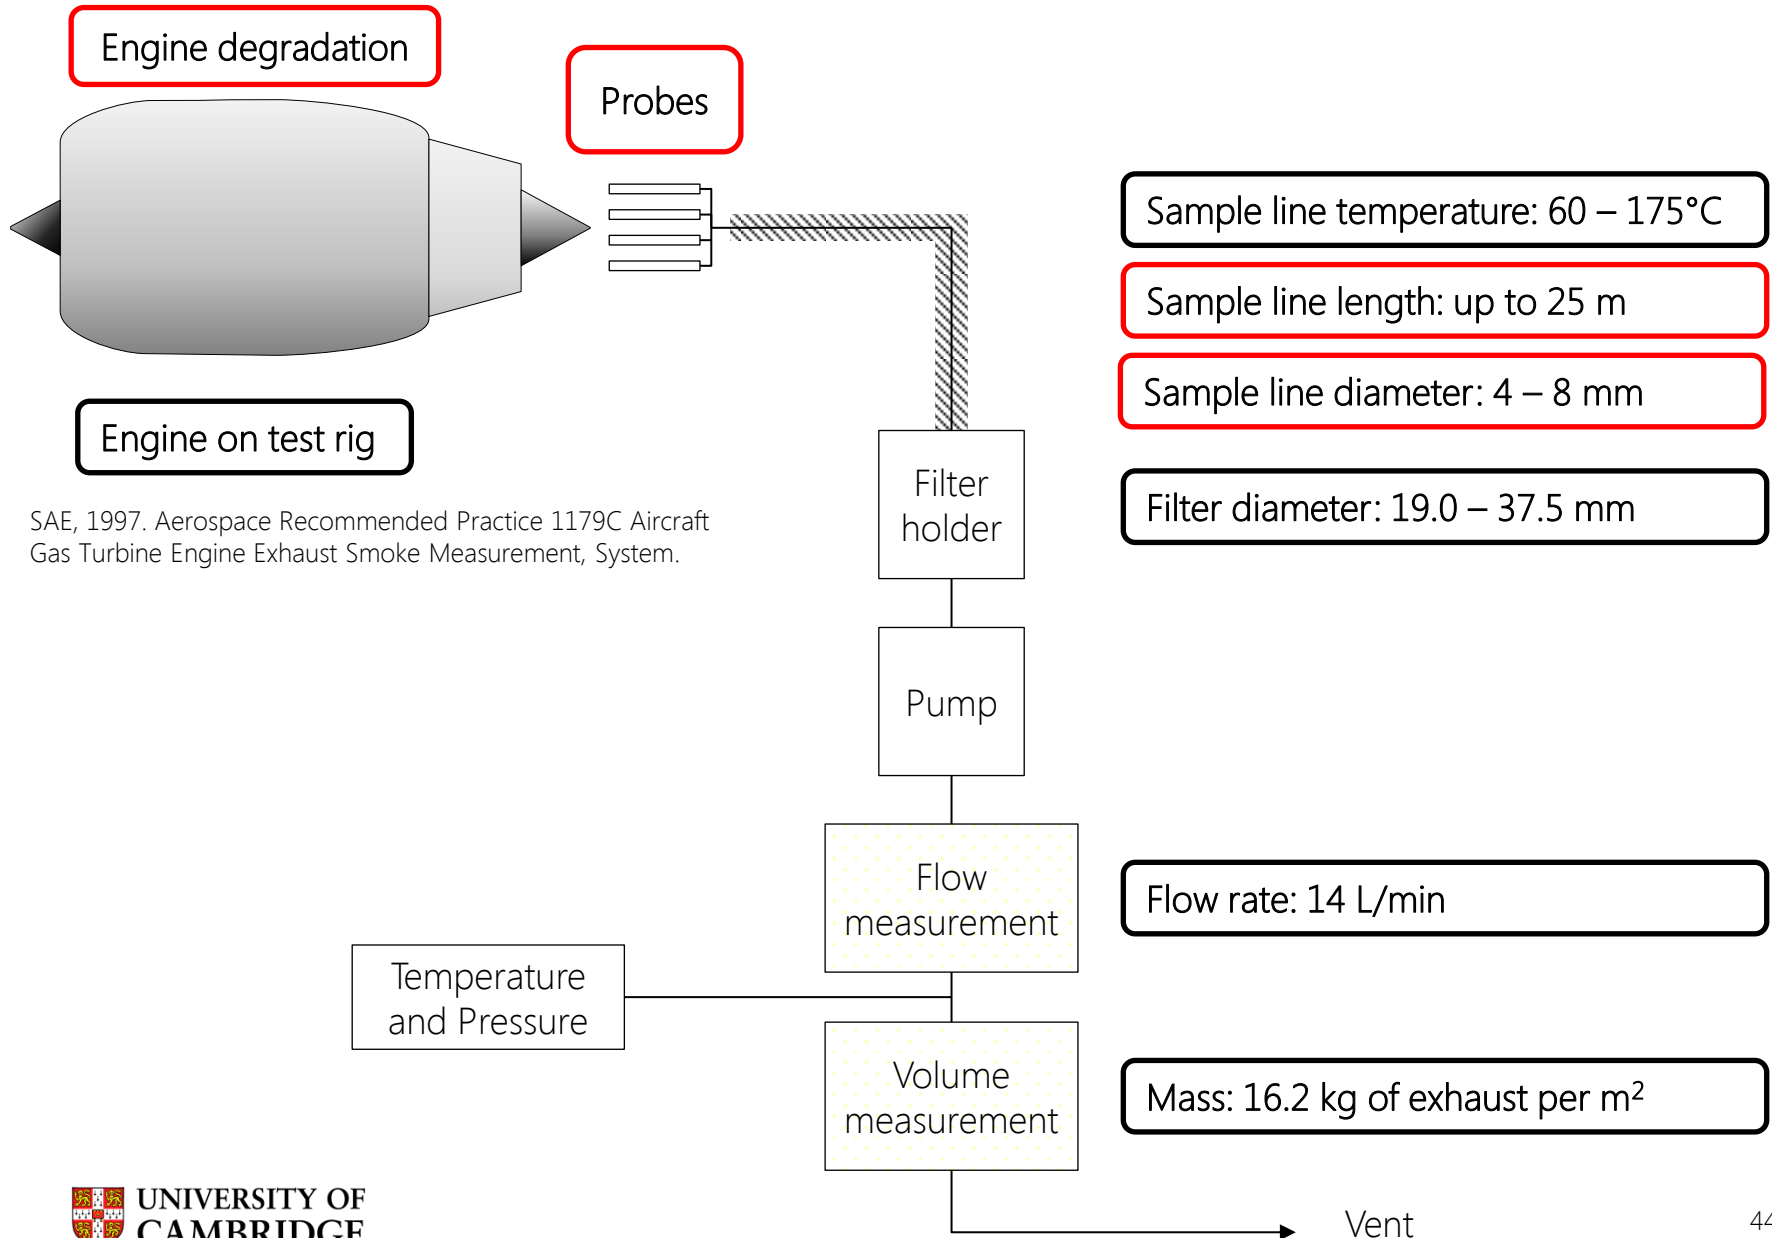 Engine degradation
Probes
Sample line temperature: 60 – 175°C
Sample line length: up to 25 m
Sample line diameter: 4 – 8 mm
Engine on test rig
Filter
holder
Filter diameter: 19.0 – 37.5 mm
SAE, 1997. Aerospace Recommended Practice 1179C Aircraft
Gas Turbine Engine Exhaust Smoke Measurement, System.
Pump
Flow
measurement
Flow rate: 14 L/min
Temperature
and Pressure
Volume
measurement
Mass: 16.2 kg of exhaust per m²
UNIVERSITY OF
CAMBRIDGE
Vent
44